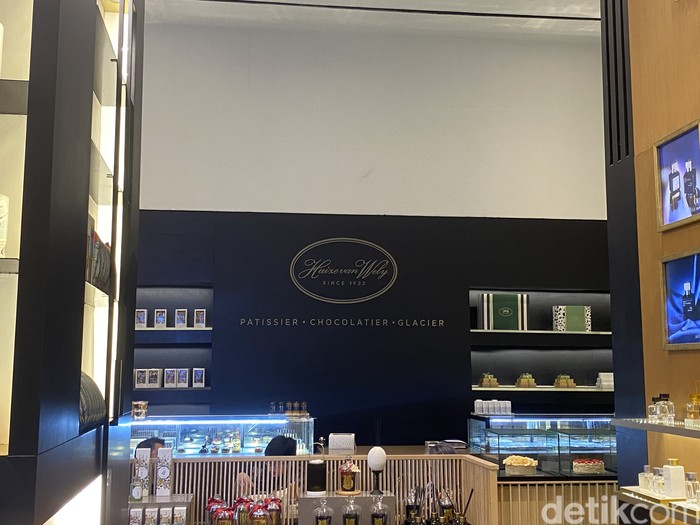 Huize van Wely
SINCE 1922
PATISSIER • CHOCOLATIER • GLACIER
detikcom